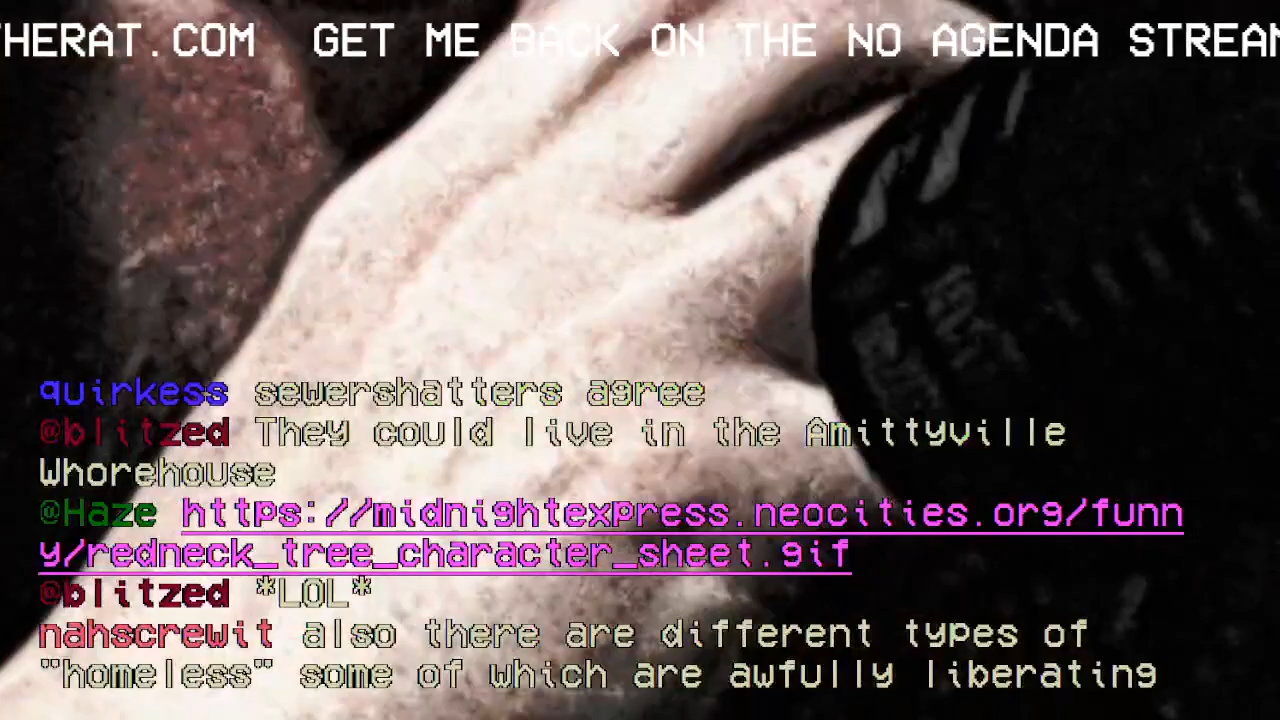 THERAT.COM GET ME BACK ON THE NO AGENDA STREAM
quirkess sewershatters agree
@blitzed They could live in the Amittyville
Whorehouse
@Haze https://midnightexpress.neocities.org/funn
y/redneck_tree_character_sheet.gif
@blitzed *LOL*
nahscrewit also there are different types of
"homeless" some of which are awfully liberating